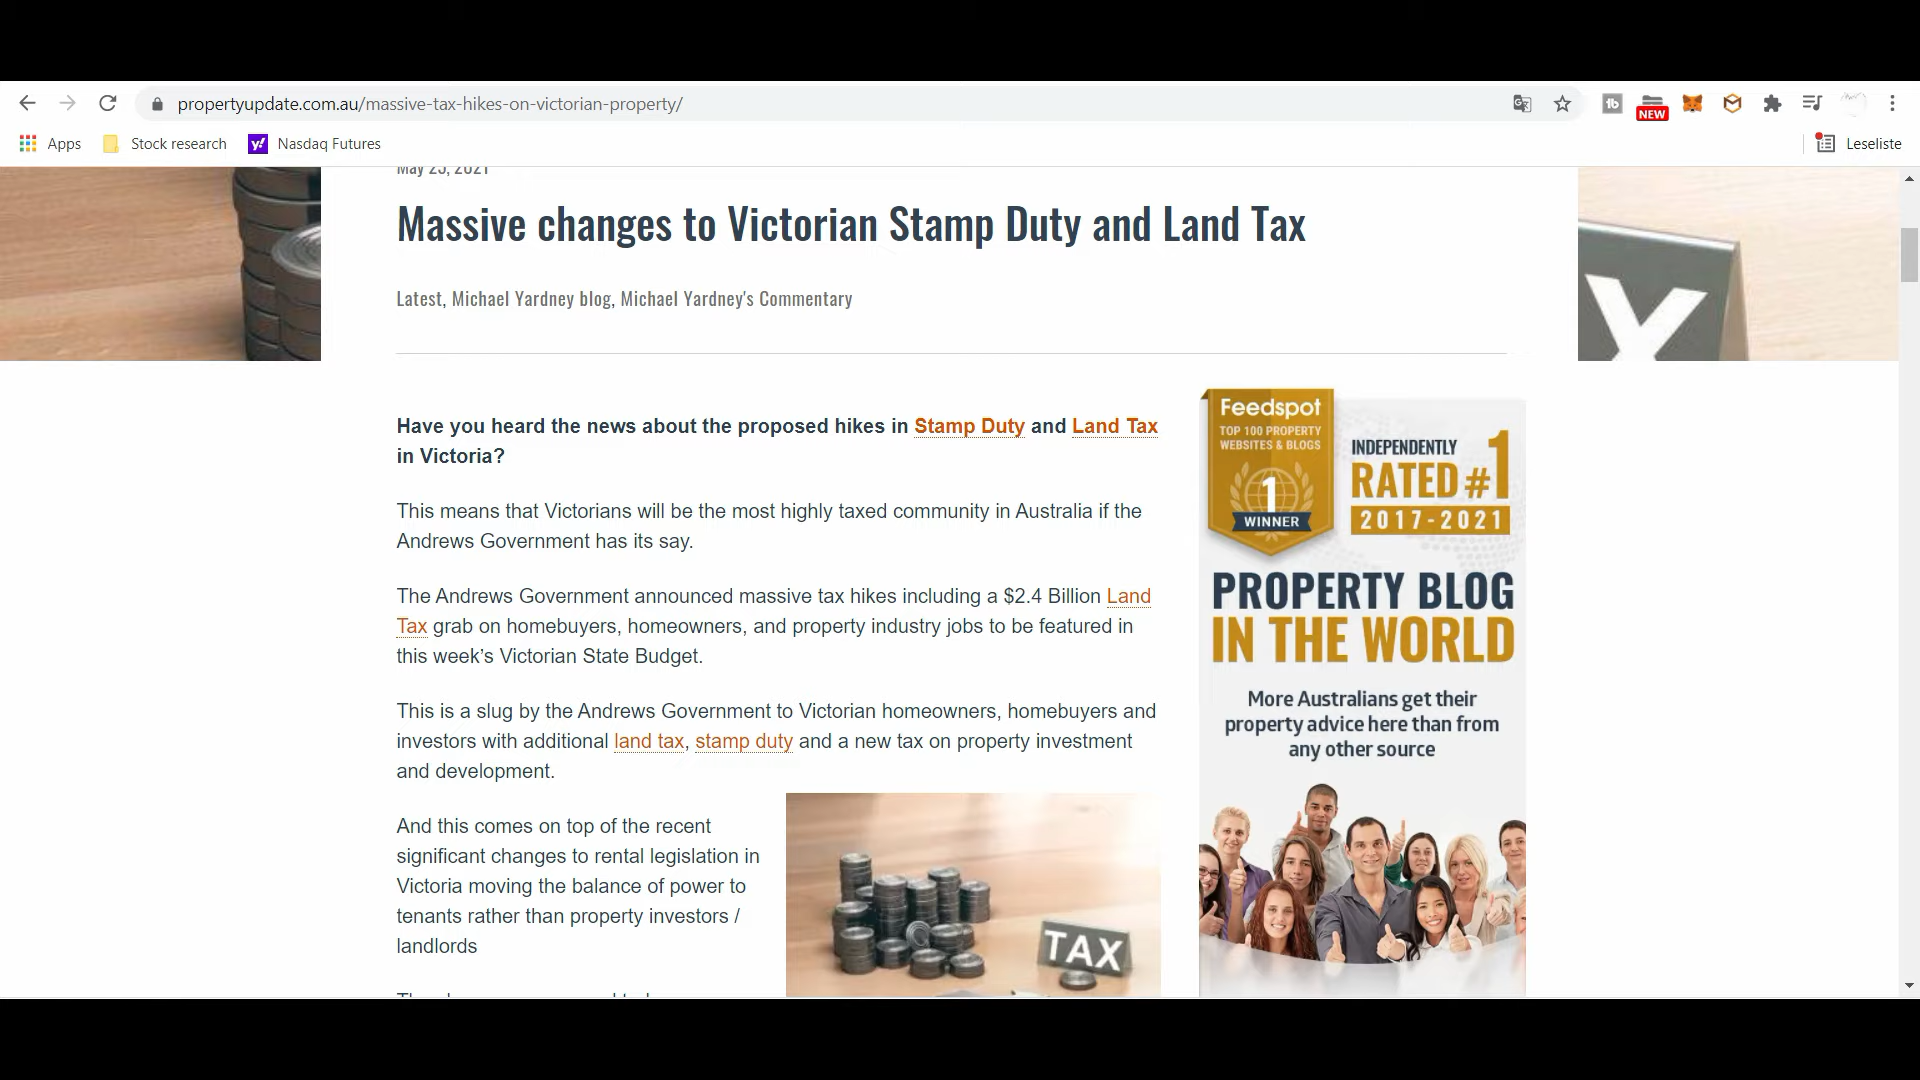 propertyupdate.com.au/massive-tax-hikes-on-victorian-property/
NEW
Apps
Stock research
Nasdaq Futures
Leseliste
May 25, 2021
Massive changes to Victorian Stamp Duty and Land Tax
Latest, Michael Yardney blog, Michael Yardney's Commentary
Have you heard the news about the proposed hikes in Stamp Duty and Land Tax
in Victoria?
This means that Victorians will be the most highly taxed community in Australia if the
Andrews Government has its say.
The Andrews Government announced massive tax hikes including a $2.4 Billion Land
Tax grab on homebuyers, homeowners, and property industry jobs to be featured in
this week’s Victorian State Budget.
This is a slug by the Andrews Government to Victorian homeowners, homebuyers and
investors with additional land tax, stamp duty and a new tax on property investment
and development.
And this comes on top of the recent
significant changes to rental legislation in
Victoria moving the balance of power to
tenants rather than property investors /
landlords
TAX
X
Feedspot
TOP 100 PROPERTY
WEBSITES & BLOGS
1
WINNER
INDEPENDENTLY
RATED #1
2017-2021
PROPERTY BLOG
IN THE WORLD
More Australians get their
property advice here than from
any other source